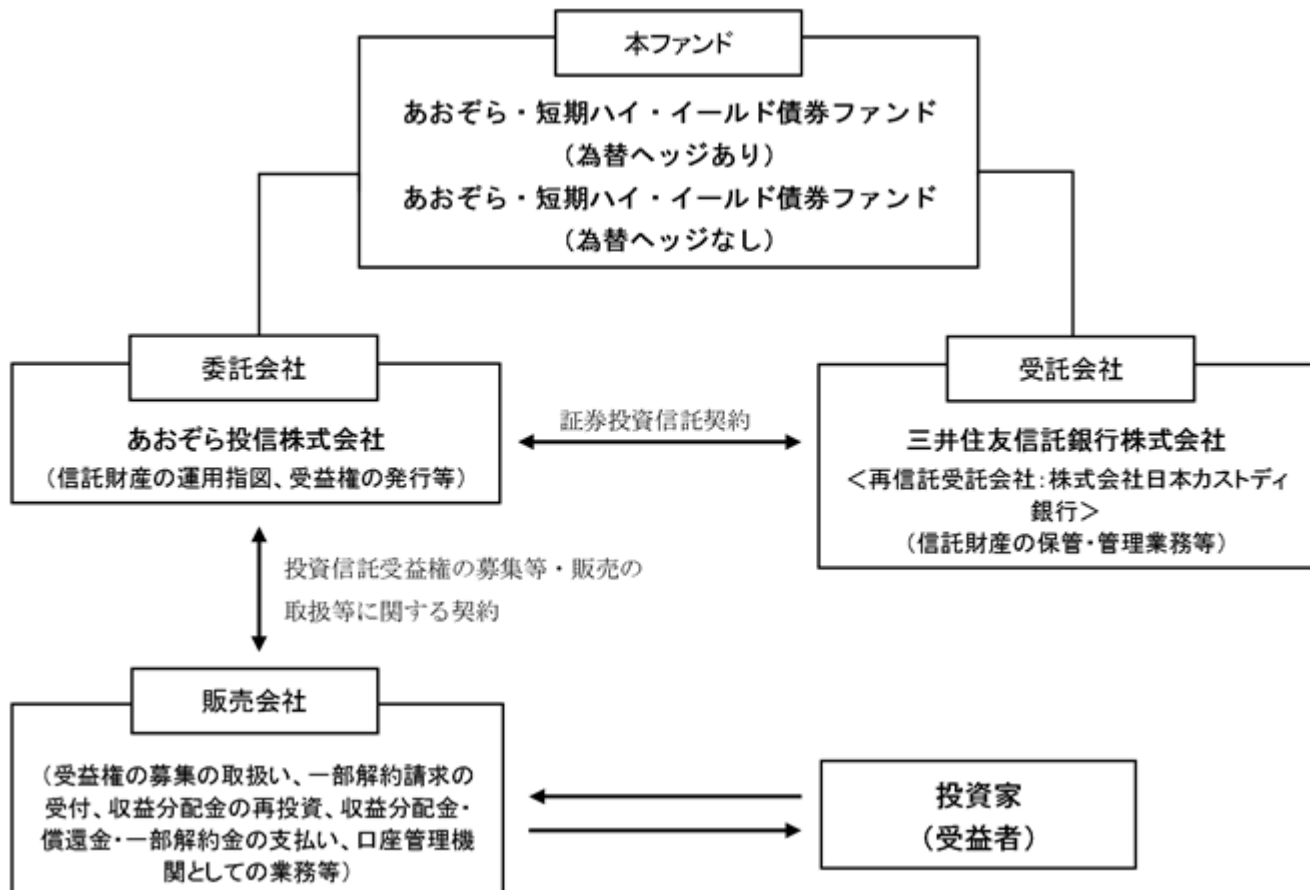 本ファンド
あおぞら・短期ハイ・イールド債券ファンド
（為替ヘッジあり）
あおぞら・短期ハイ・イールド債券ファンド
（為替ヘッジなし）
委託会社
あおぞら投信株式会社
（信託財産の運用指図、受益権の発行等）
証券投資信託契約
受託会社
三井住友信託銀行株式会社
＜再信託受託会社：株式会社日本カストディ
銀行＞
（信託財産の保管・管理業務等）
投資信託受益権の募集等・販売の
取扱等に関する契約
販売会社
（受益権の募集の取扱い、一部解約請求の
受付、収益分配金の再投資、収益分配金・
償還金・一部解約金の支払い、口座管理機
関としての業務等）
投資家
（受益者）